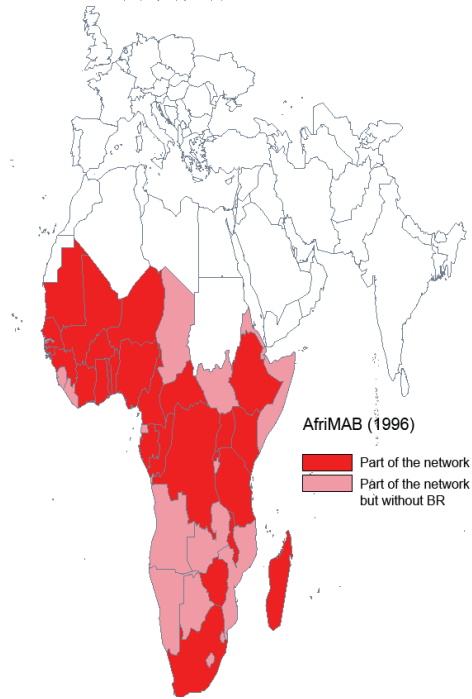 AfriMAB (1996)
Part of the network
Part of the network
but without BR